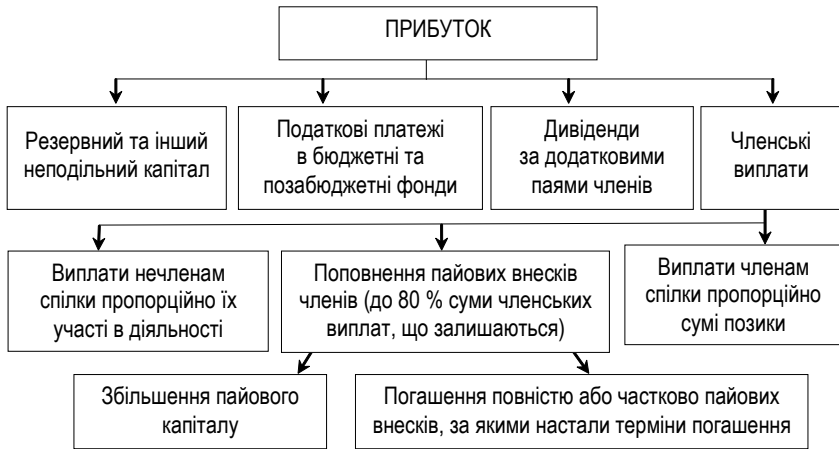 ПРИБУТОК
Резервний та інший
неподільний капітал
Податкові платежі
в бюджетні та
позабюджетні фонди
Дивіденди
за додатковими
паями членів
Членські
виплати
Виплати нечленам
спілки пропорційно їх
участі в діяльності
Поповнення пайових внесків
членів (до 80 % суми членських
виплат, що залишаються)
Виплати членам
спілки пропорційно
сумі позики
Збільшення пайового
капіталу
Погашення повністю або частково пайових
внесків, за якими настали терміни погашення